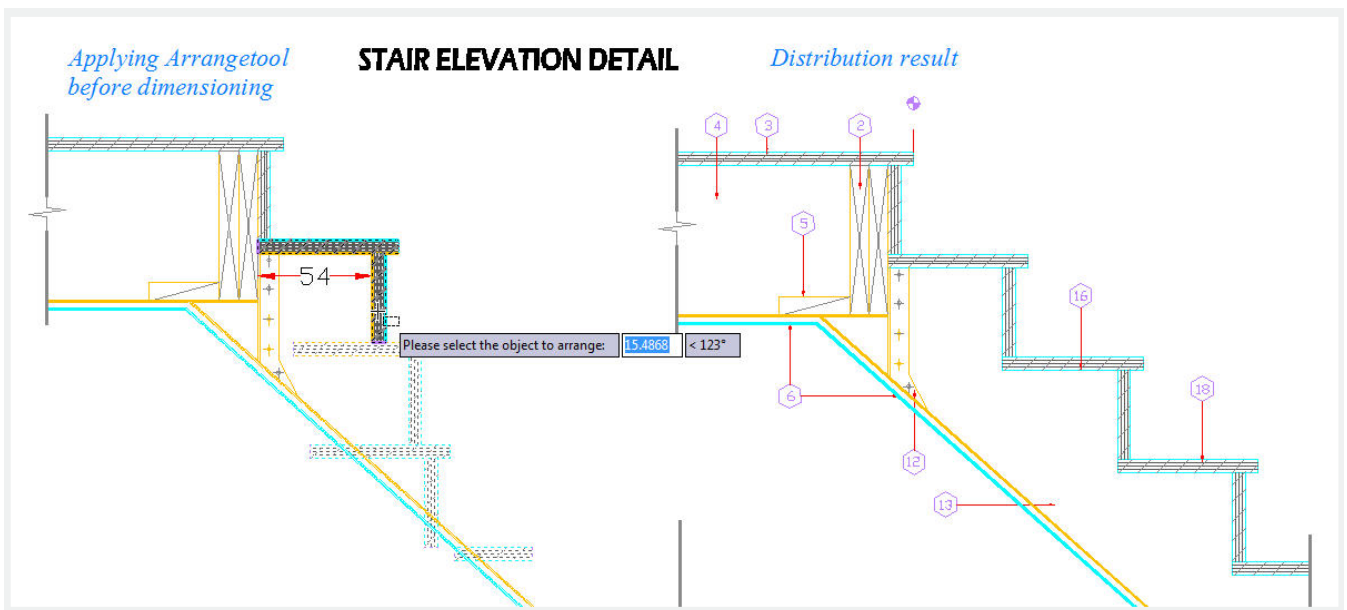 Applying Arrangetool
before dimensioning
STAIR ELEVATION DETAIL
Distribution result
4
3
2
5
54
16
Please select the object to arrange: 15.4868 < 123°
6
18
12
13